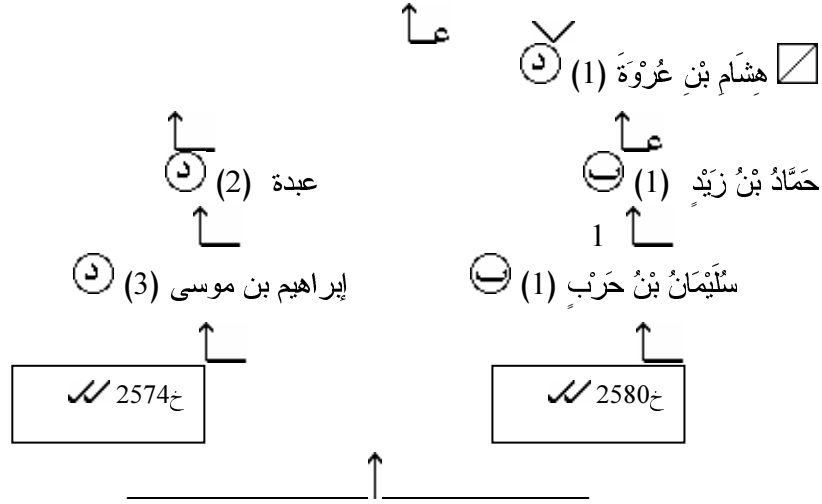 عـ
هِشَامِ بْنِ عُرْوَةَ (1) د
عـ
حَمَّادُ بْنُ زَيْدٍ (1) ب
عبدة (2) د
1
سُلَيْمَانُ بْنُ حَرْبٍ (1) ب
إبراهيم بن موسى (3) د
خ2580
خ2574